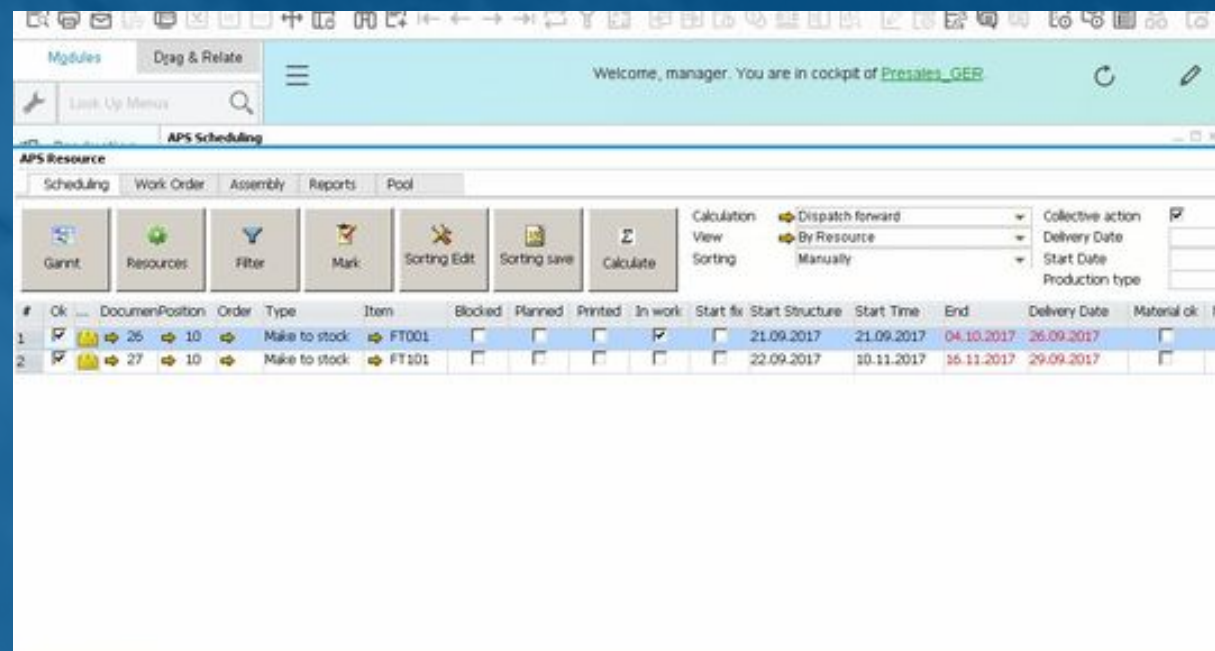 Modules Drag & Relate
Welcome, manager. You are in cockpit of Presales_GER.
Look Up Menus
APS Scheduling
APS Resource
Scheduling Work Order Assembly Reports Pool
Gannt Resources Filter Mark Sorting Edit Sorting save Calculate
Calculation Dispatch forward Collective action
View By Resource Delivery Date
Sorting Manually Start Date
Production type
# Ok ... Documen Position Order Type Item Blocked Planned Printed In work Start fix Start Structure Start Time End Delivery Date Material ok
1 26 10 Make to stock FT001 21.09.2017 21.09.2017 04.10.2017 26.09.2017
2 27 10 Make to stock FT101 22.09.2017 10.11.2017 16.11.2017 29.09.2017